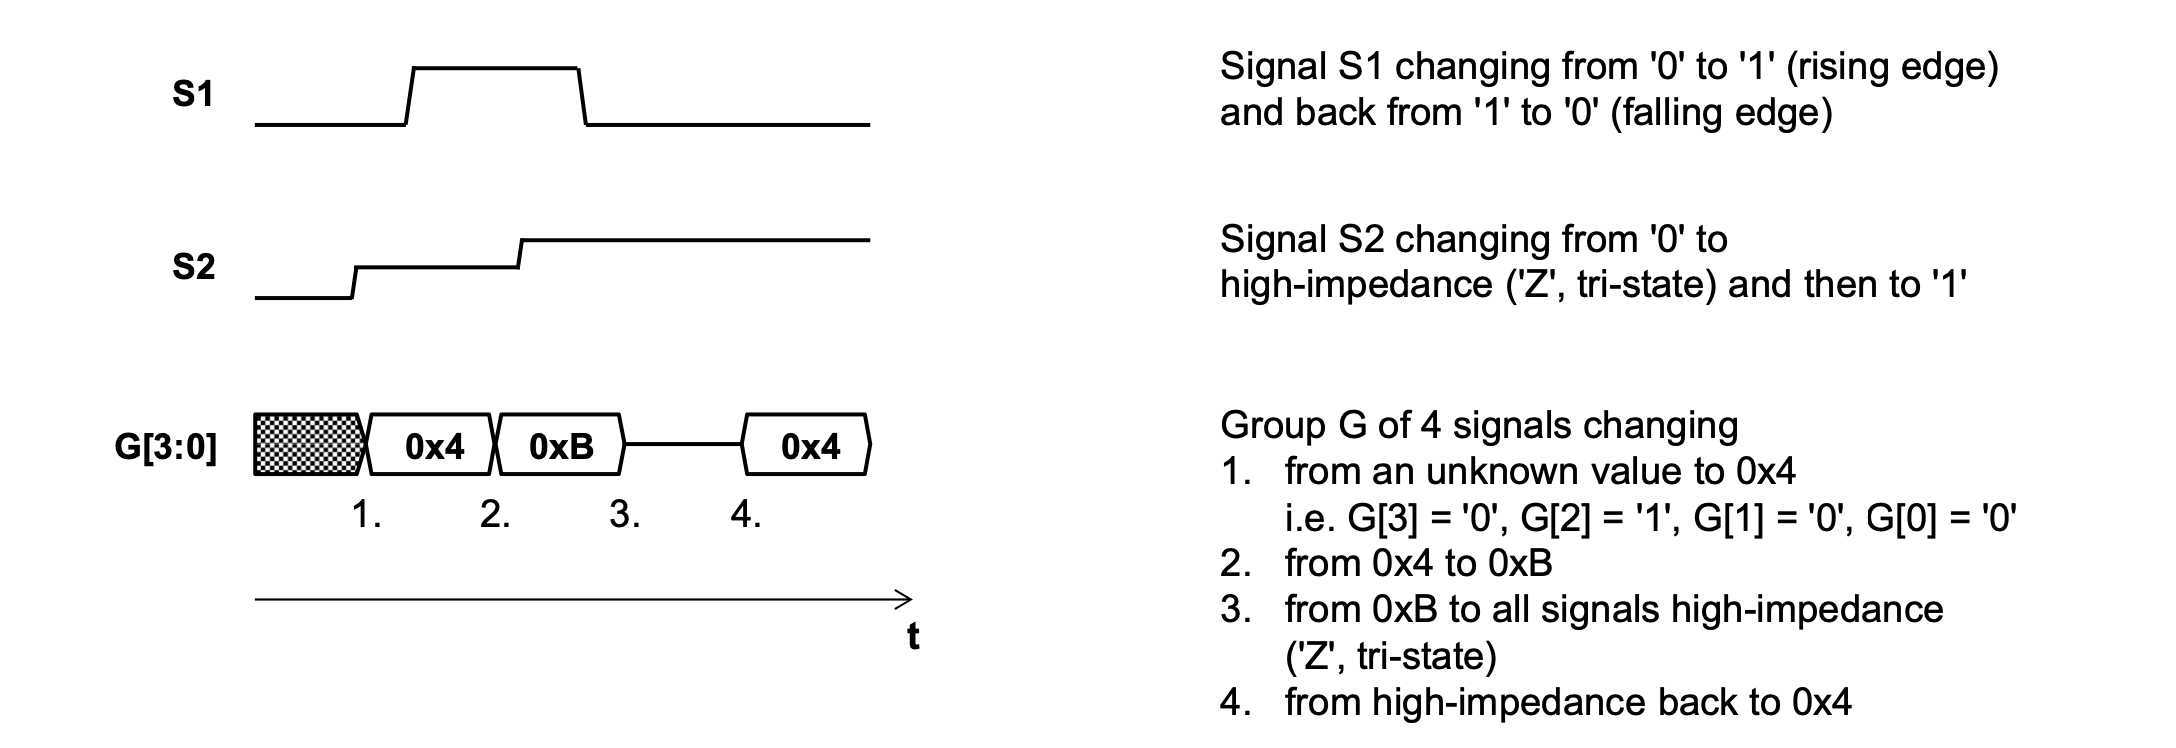 S1
Signal S1 changing from '0' to '1' (rising edge)
and back from '1' to '0' (falling edge)
S2
Signal S2 changing from '0' to
high-impedance ('Z', tri-state) and then to '1'
G[3:0]
0x4 0xB 0x4
1. 2. 3. 4.
t
Group G of 4 signals changing
1. from an unknown value to 0x4
i.e. G[3] = '0', G[2] = '1', G[1] = '0', G[0] = '0'
2. from 0x4 to 0xB
3. from 0xB to all signals high-impedance
('Z', tri-state)
4. from high-impedance back to 0x4